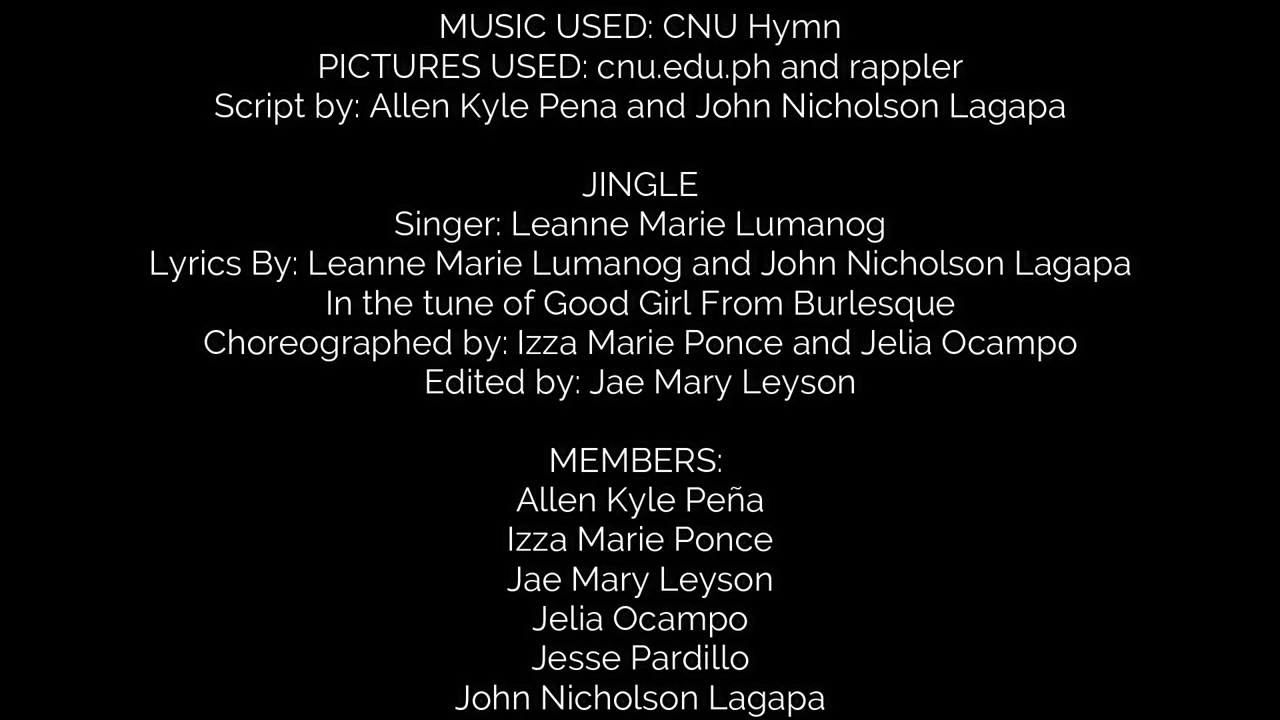 MUSIC USED: CNU Hymn
PICTURES USED: cnu.edu.ph and rappler
Script by: Allen Kyle Pena and John Nicholson Lagapa
JINGLE
Singer: Leanne Marie Lumanog
Lyrics By: Leanne Marie Lumanog and John Nicholson Lagapa
In the tune of Good Girl From Burlesque
Choreographed by: Izza Marie Ponce and Jelia Ocampo
Edited by: Jae Mary Leyson
MEMBERS:
Allen Kyle Peña
Izza Marie Ponce
Jae Mary Leyson
Jelia Ocampo
Jesse Pardillo
John Nicholson Lagapa